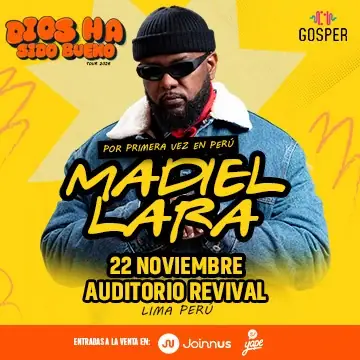 DIOS HA
SIDO BUENO
TOUR 2026
GOSPER
POR PRIMERA VEZ EN PERÚ
MADIEL
LARA
22 NOVIEMBRE
AUDITORIO REVIVAL
LIMA PERÚ
ENTRADAS A LA VENTA EN:
Joinnus
yape